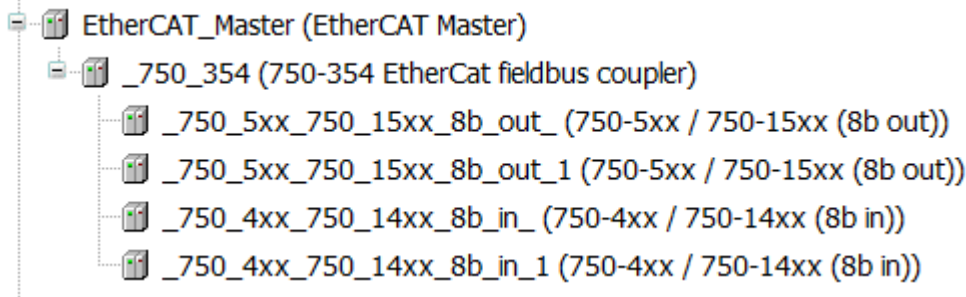 EtherCAT_Master (EtherCAT Master)
_750_354 (750-354 EtherCat fieldbus coupler)
_750_5xx_750_15xx_8b_out_ (750-5xx / 750-15xx (8b out))
_750_5xx_750_15xx_8b_out_1 (750-5xx / 750-15xx (8b out))
_750_4xx_750_14xx_8b_in_ (750-4xx / 750-14xx (8b in))
_750_4xx_750_14xx_8b_in_1 (750-4xx / 750-14xx (8b in))